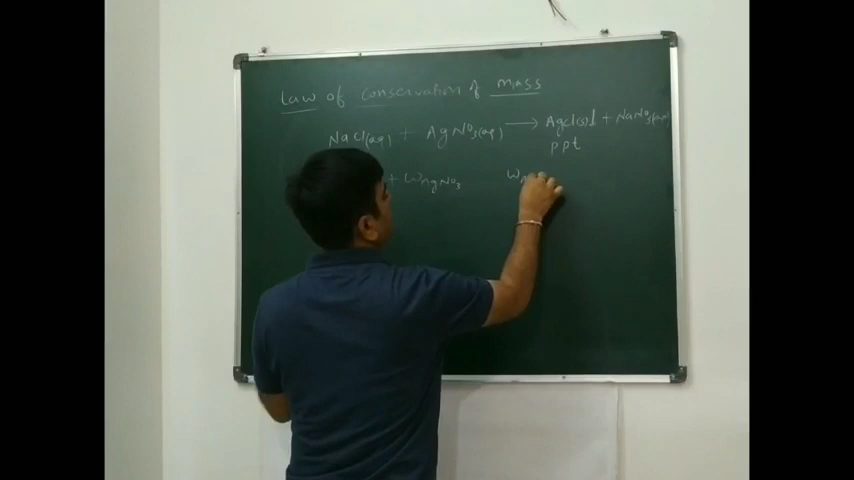 Law of conservation of mass
NaCl(aq) + AgNO3(aq) ⟶ AgCl(s)↓ + NaNO3(aq)
ppt
+ WAgNO3 W